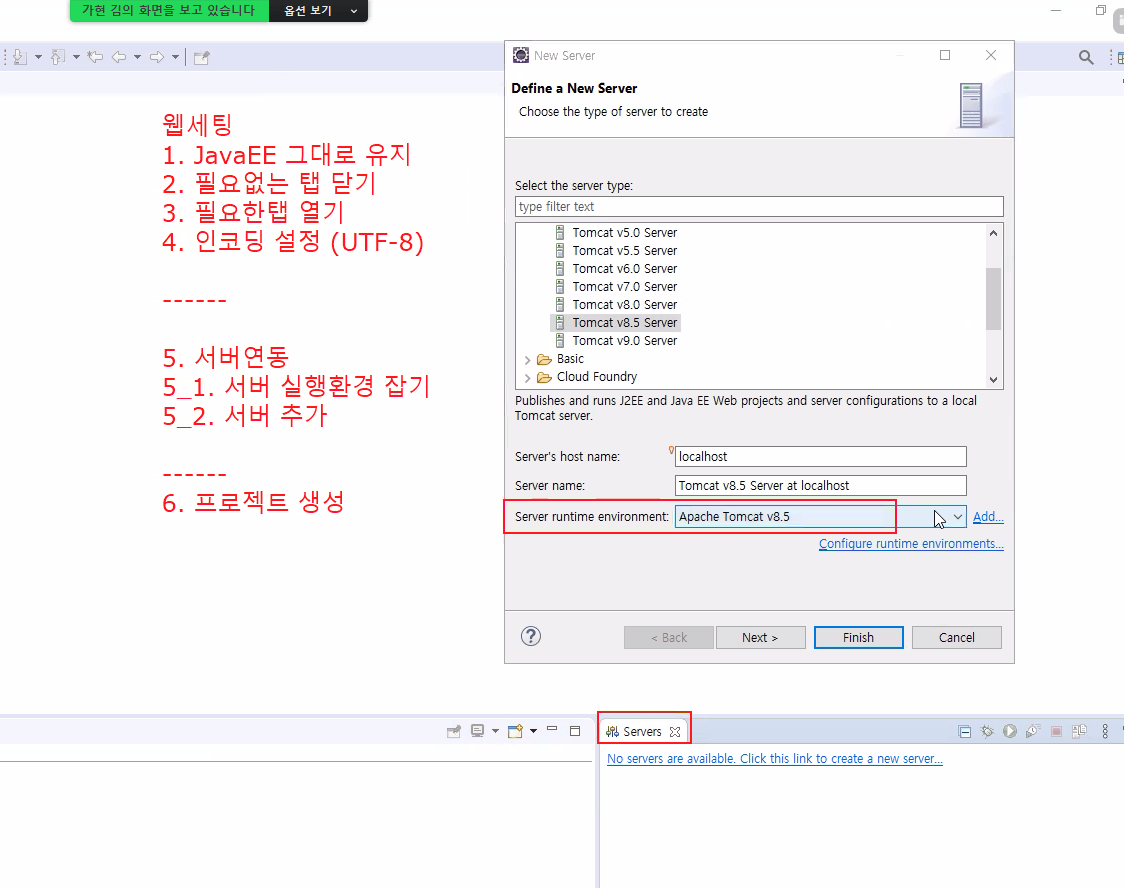 가현 김의 화면을 보고 있습니다
옵션 보기
웹세팅
1. JavaEE 그대로 유지
2. 필요없는 탭 닫기
3. 필요한탭 열기
4. 인코딩 설정 (UTF-8)
------
5. 서버연동
5_1. 서버 실행환경 잡기
5_2. 서버 추가
------
6. 프로젝트 생성
New Server
Define a New Server
Choose the type of server to create
Select the server type:
type filter text
Tomcat v5.0 Server
Tomcat v5.5 Server
Tomcat v6.0 Server
Tomcat v7.0 Server
Tomcat v8.0 Server
Tomcat v8.5 Server
Tomcat v9.0 Server
Basic
Cloud Foundry
Publishes and runs J2EE and Java EE Web projects and server configurations to a local
Tomcat server.
Server's host name: localhost
Server name: Tomcat v8.5 Server at localhost
Server runtime environment: Apache Tomcat v8.5 Add...
Configure runtime environments...
< Back Next > Finish Cancel
Servers
No servers are available. Click this link to create a new server...